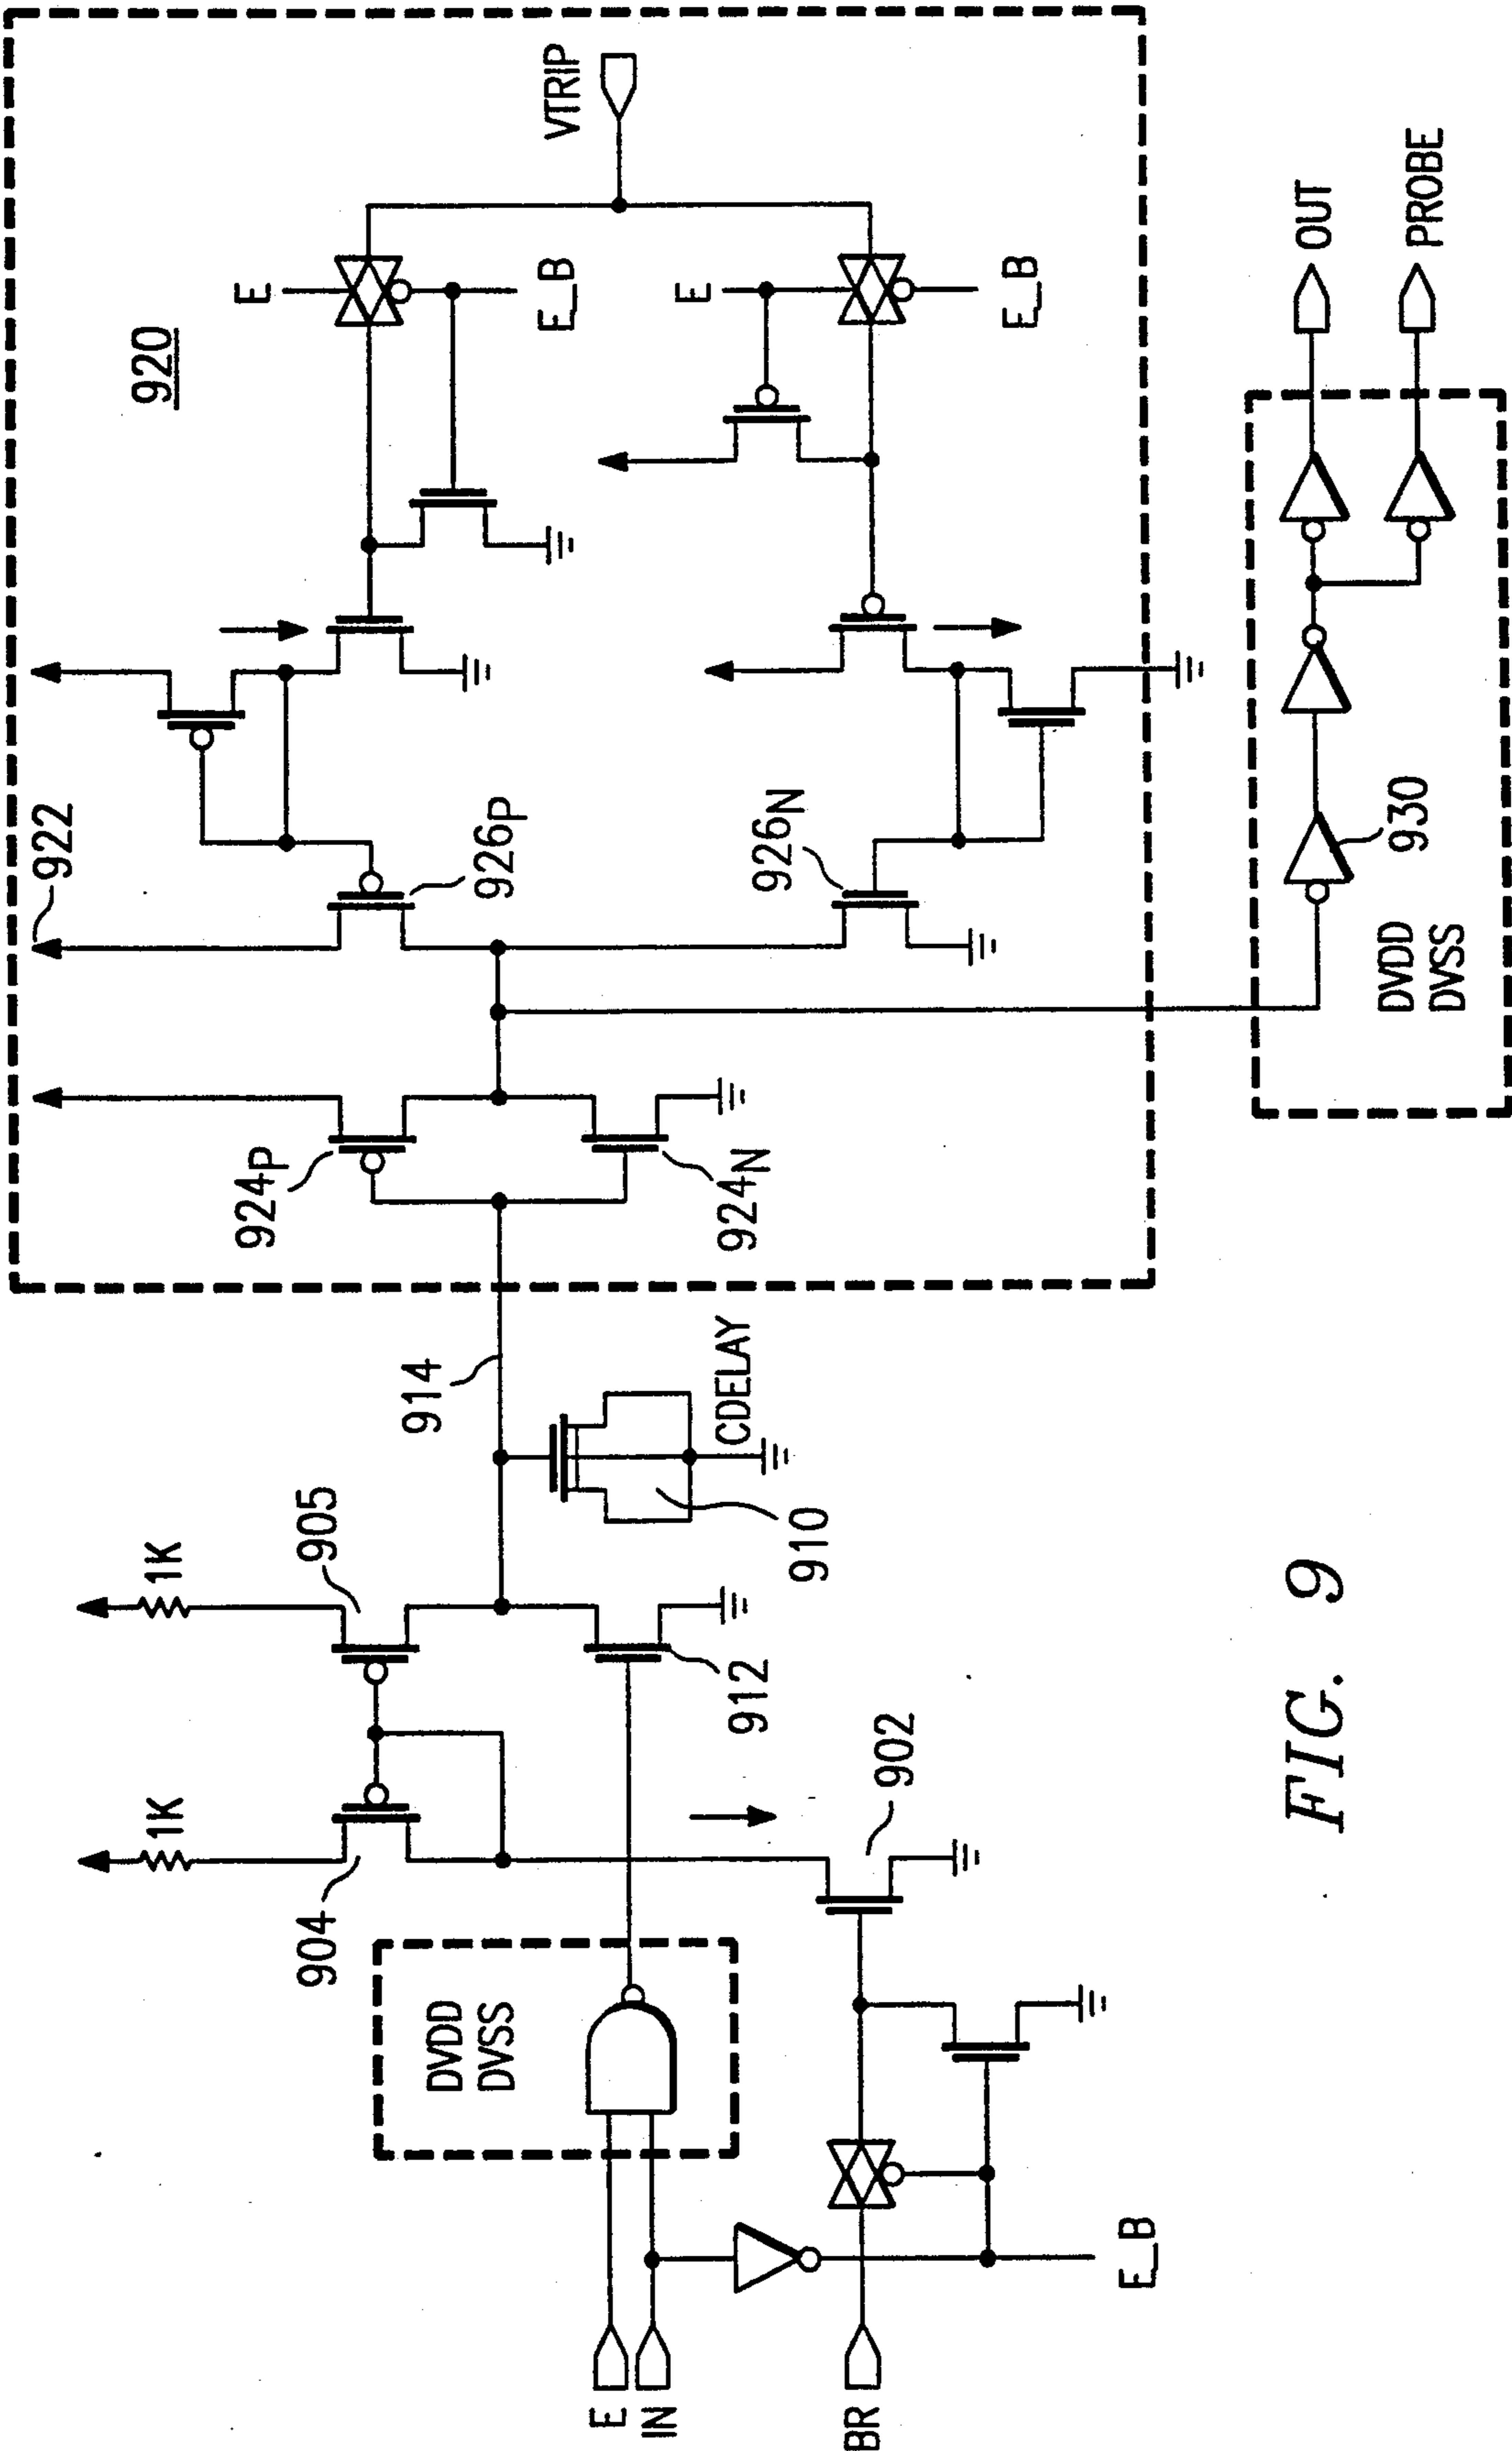 920
922
926P
926N
924P
924N
VTRIP
E
E_B
E
E_B
914
CDELAY
910
905
1K
1K
904
912
902
DVDD
DVSS
E
IN
BR
E_B
OUT
PROBE
930
DVDD
DVSS
FIG. 9